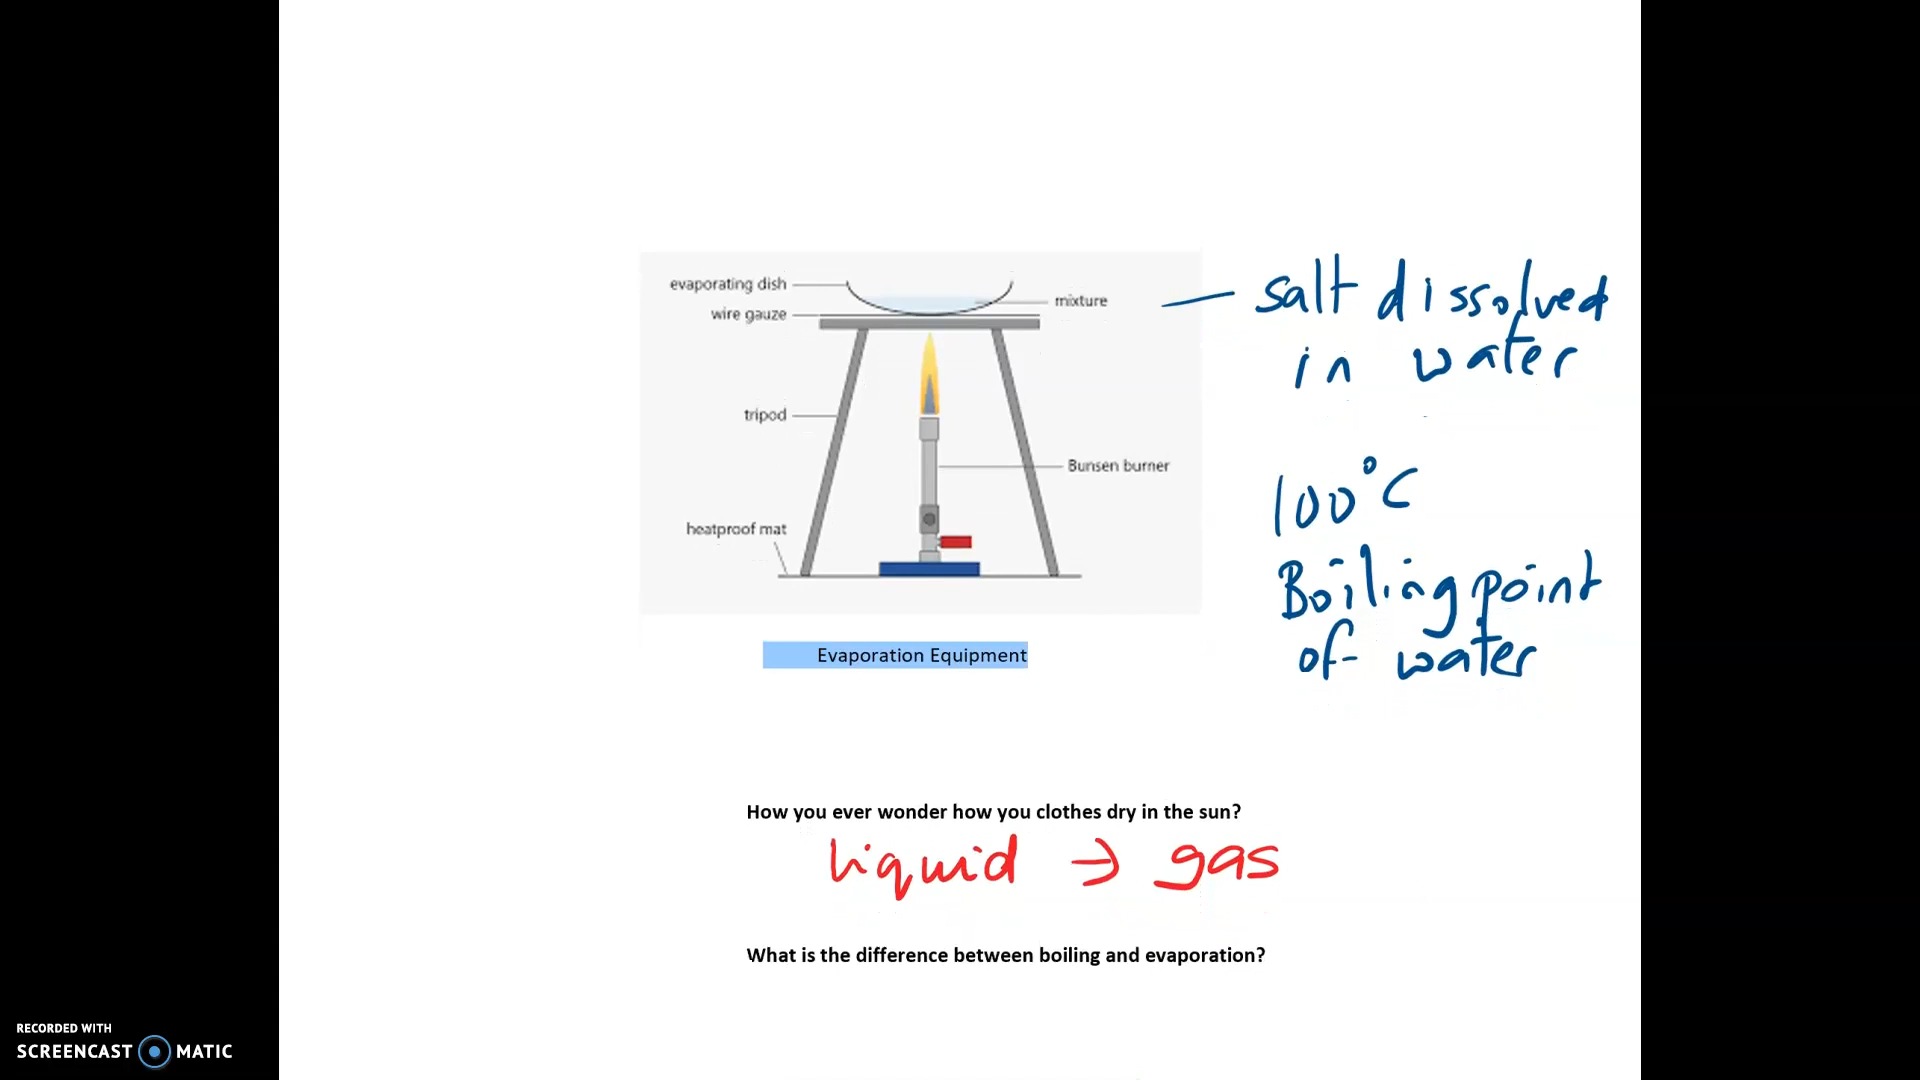 evaporating dish
mixture
wire gauze
tripod
Bunsen burner
heatproof mat
Evaporation Equipment
salt dissolved
in water
100°C
Boiling point
of water
How you ever wonder how you clothes dry in the sun?
liquid → gas
What is the difference between boiling and evaporation?
RECORDED WITH
SCREENCAST MATIC